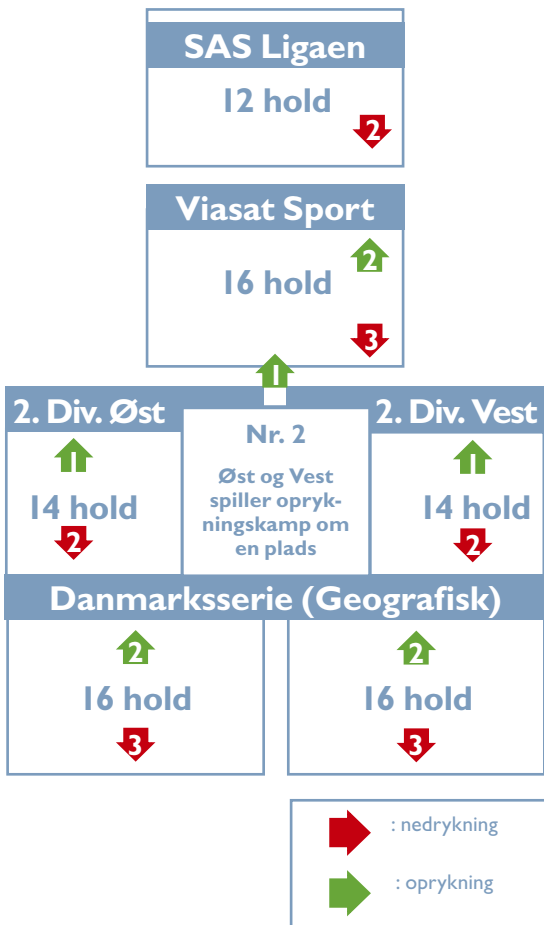 SAS Ligaen
12 hold
2
Viasat Sport
2
16 hold
3
1
2. Div. Øst
1
14 hold
2
Nr. 2
Øst og Vest
spiller opryk-
ningskamp om
en plads
2. Div. Vest
1
14 hold
2
Danmarksserie (Geografisk)
2
16 hold
3
2
16 hold
3
: nedrykning
: oprykning